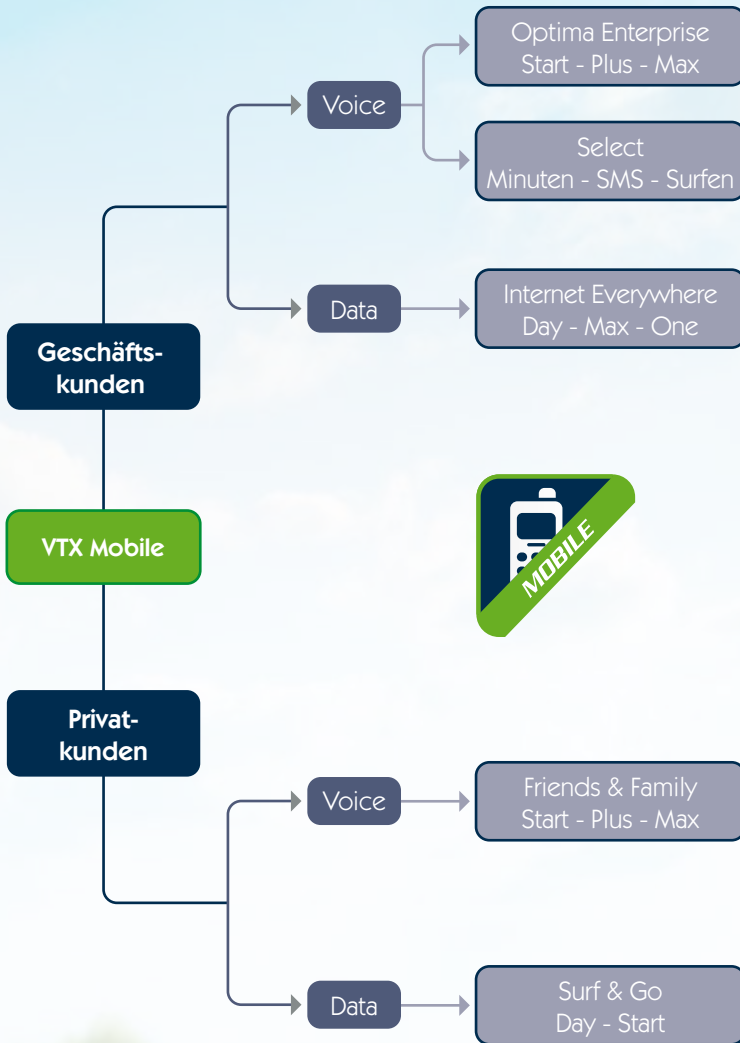 Optima Enterprise
Start - Plus - Max
Voice
Select
Minuten - SMS - Surfen
Data
Internet Everywhere
Day - Max - One
Geschäfts-
kunden
VTX Mobile
MOBILE
Privat-
kunden
Voice
Friends & Family
Start - Plus - Max
Data
Surf & Go
Day - Start